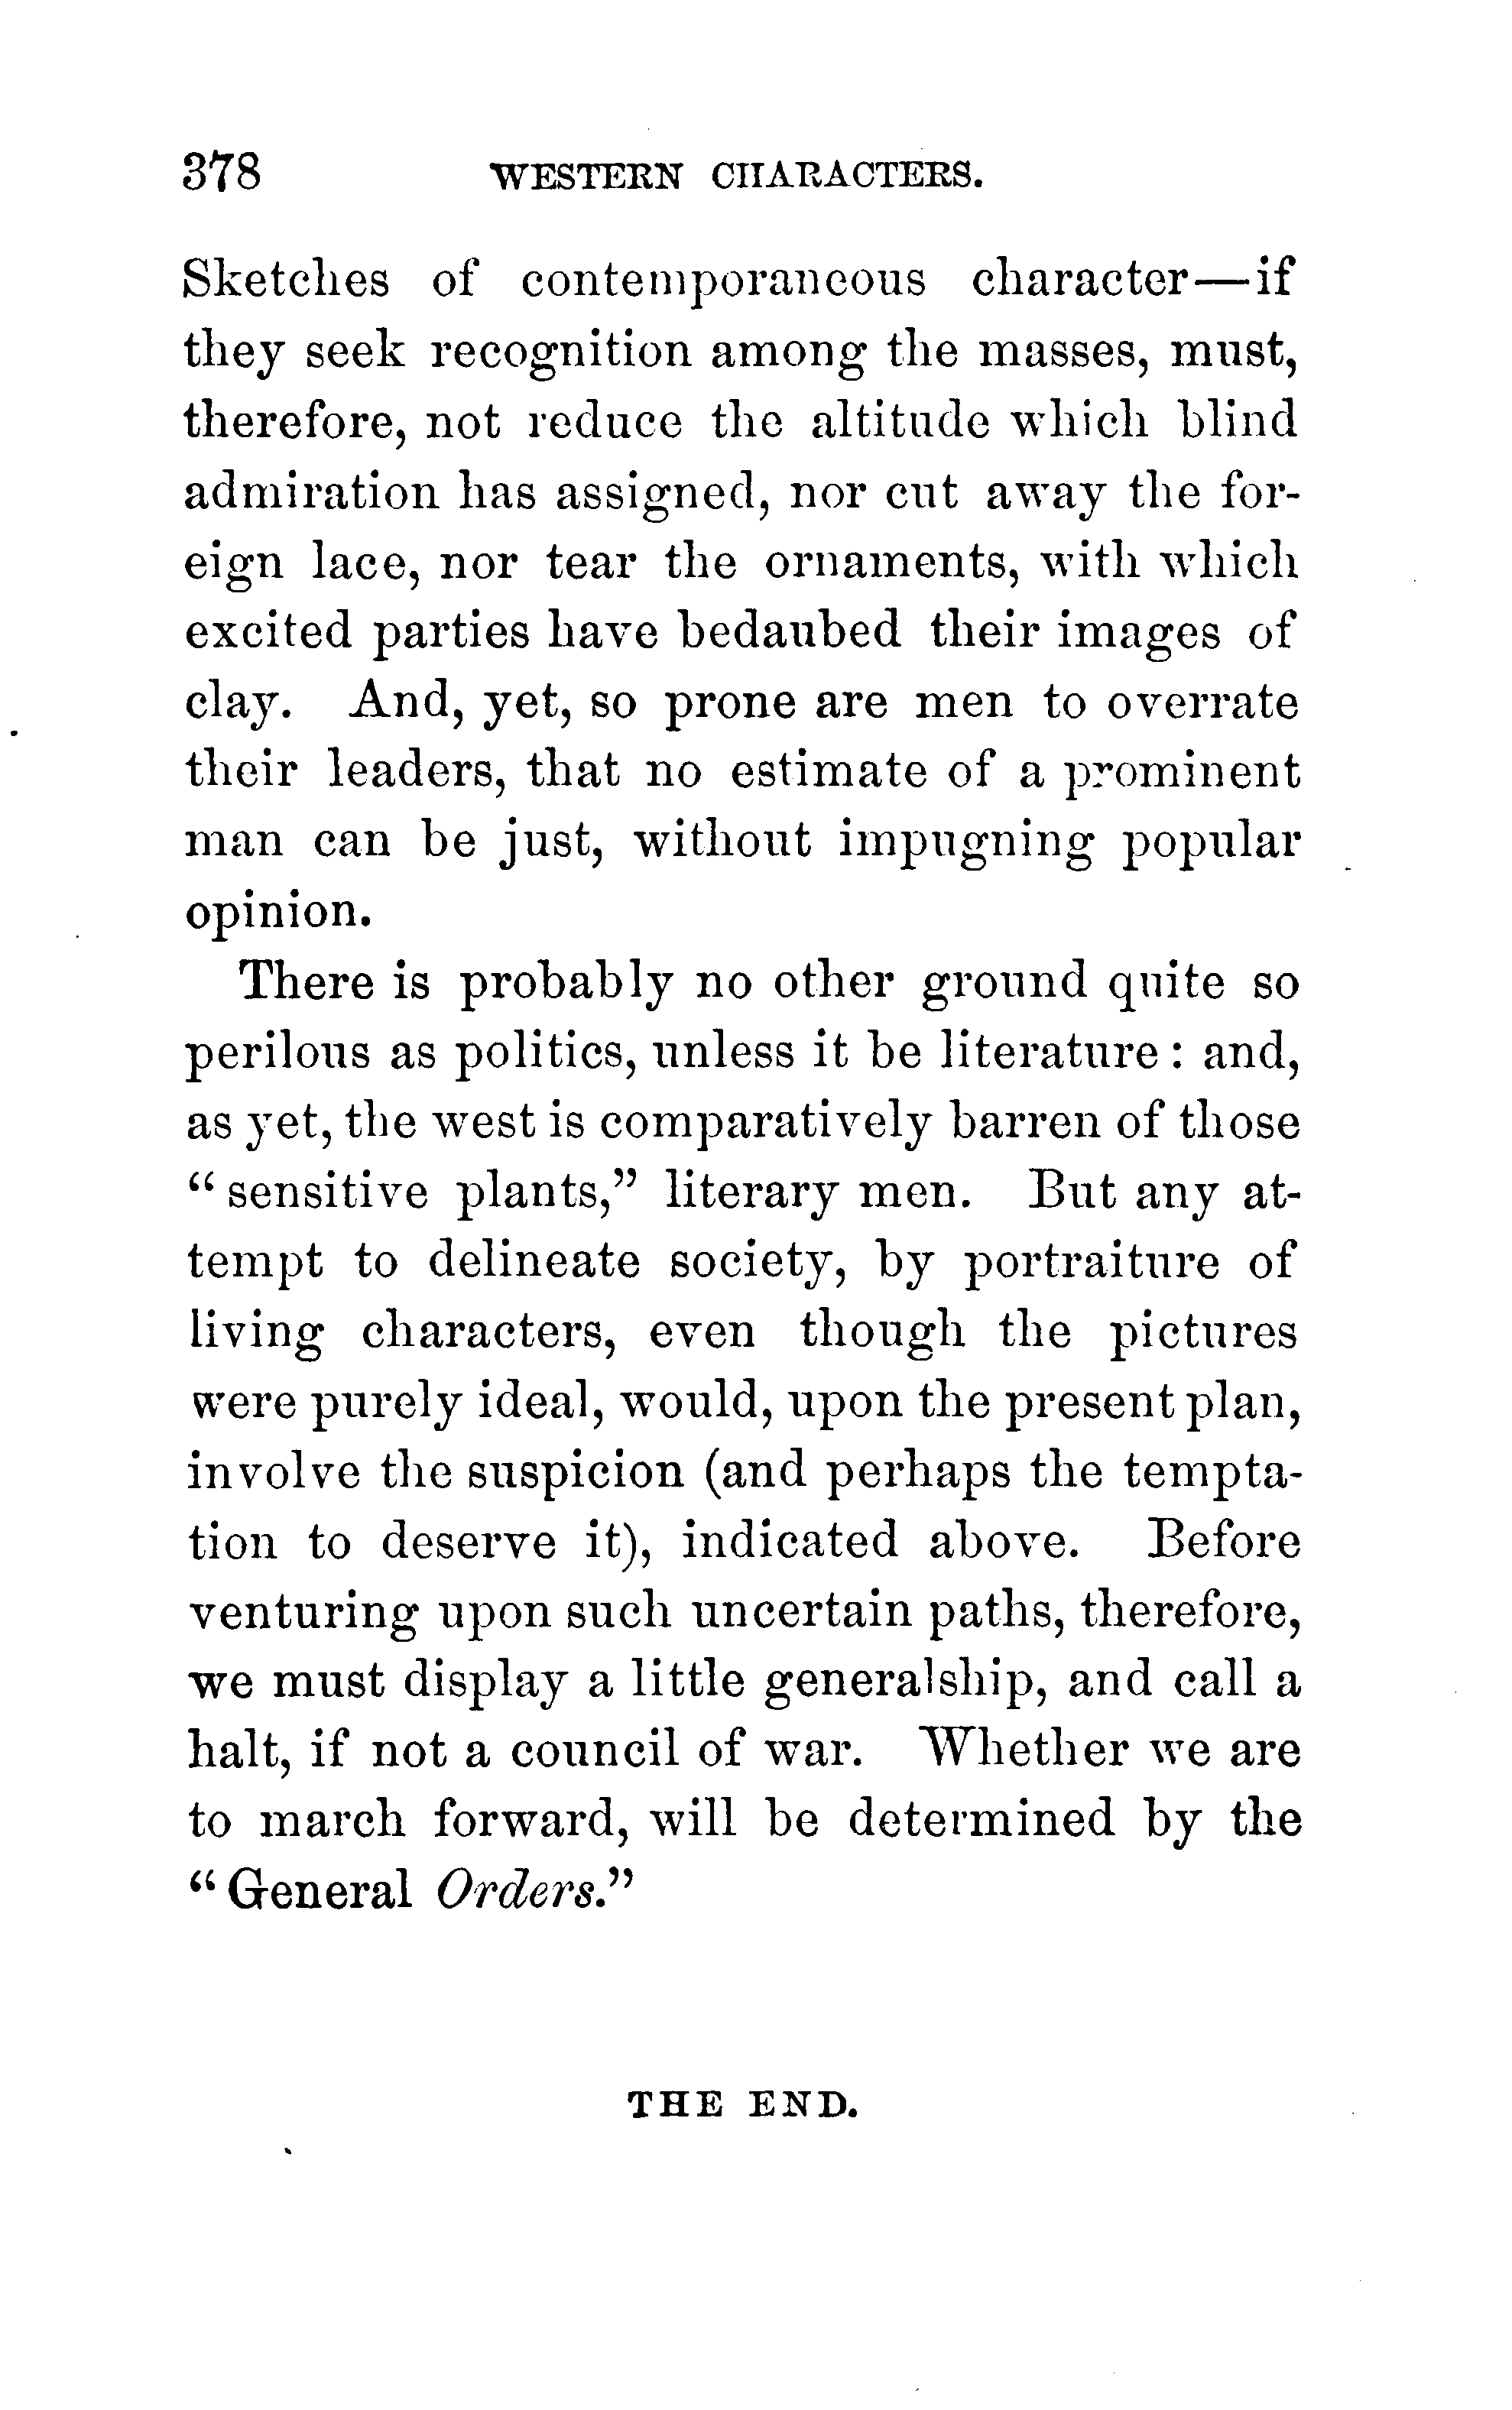 378 WESTERN CHARACTERS.
Sketches of contemporaneous character—if
they seek recognition among the masses, must,
therefore, not reduce the altitude which blind
admiration has assigned, nor cut away the for-
eign lace, nor tear the ornaments, with which
excited parties have bedaubed their images of
clay. And, yet, so prone are men to overrate
their leaders, that no estimate of a prominent
man can be just, without impugning popular
opinion.
There is probably no other ground quite so
perilous as politics, unless it be literature: and,
as yet, the west is comparatively barren of those
"sensitive plants," literary men. But any at-
tempt to delineate society, by portraiture of
living characters, even though the pictures
were purely ideal, would, upon the present plan,
involve the suspicion (and perhaps the tempta-
tion to deserve it), indicated above. Before
venturing upon such uncertain paths, therefore,
we must display a little generalship, and call a
halt, if not a council of war. Whether we are
to march forward, will be determined by the
"General Orders."
THE END.